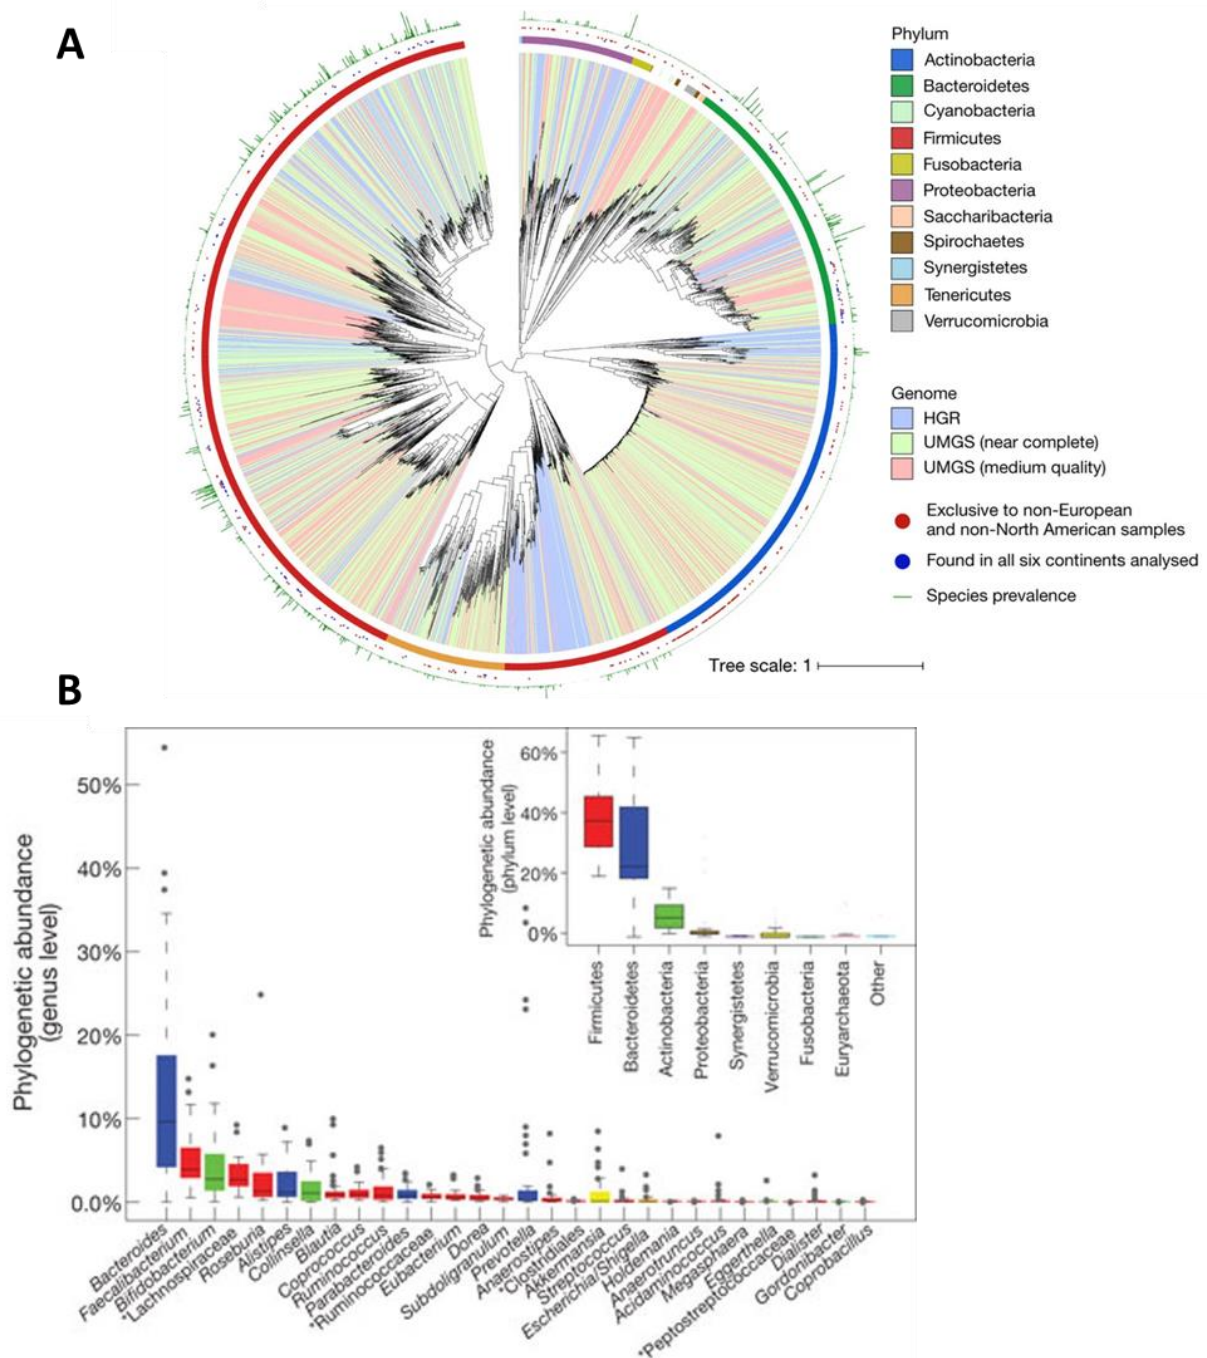 A
Phylum
Actinobacteria
Bacteroidetes
Cyanobacteria
Firmicutes
Fusobacteria
Proteobacteria
Saccharibacteria
Spirochaetes
Synergistetes
Tenericutes
Verrucomicrobia
Genome
HGR
UMGS (near complete)
UMGS (medium quality)
Exclusive to non-European
and non-North American samples
Found in all six continents analysed
Species prevalence
Tree scale: 1
B
Phylogenetic abundance
(genus level)
50%
40%
30%
20%
10%
0.0%
Phylogenetic abundance
(phylum level)
60%
40%
20%
0%
Firmicutes
Bacteroidetes
Actinobacteria
Proteobacteria
Synergistetes
Verrucomicrobia
Fusobacteria
Euryarchaeota
Other
Bacteroides
Faecalibacterium
Bifidobacterium
*Lachnospiraceae
Roseburia
Alistipes
Collinsella
Blautia
Coprococcus
Ruminococcus
Parabacteroides
*Ruminococcaceae
Eubacterium
Dorea
Subdoligranulum
Prevotella
Anaerostipes
*Clostridiales
Akkermansia
Streptococcus
Escherichia/Shigella
Holdemania
Anaerotruncus
Acidaminococcus
Megasphaera
Eggerthella
*Peptostreptococcaceae
Dialister
Gordonibacter
Coprobacillus